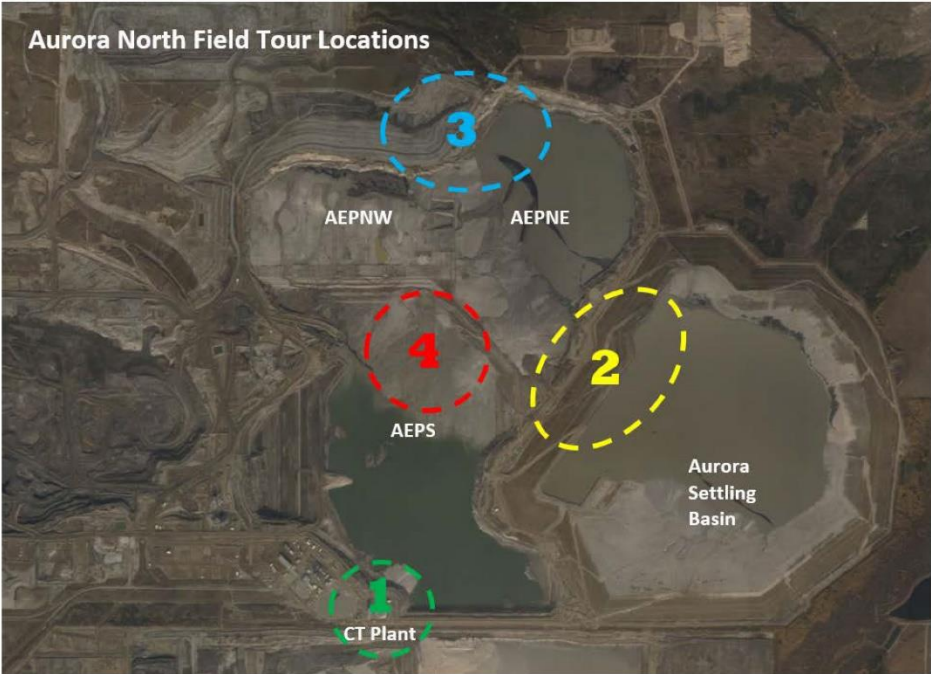 Aurora North Field Tour Locations
3
AEPNW
AEPNE
4
2
AEPS
Aurora
Settling
Basin
1
CT Plant